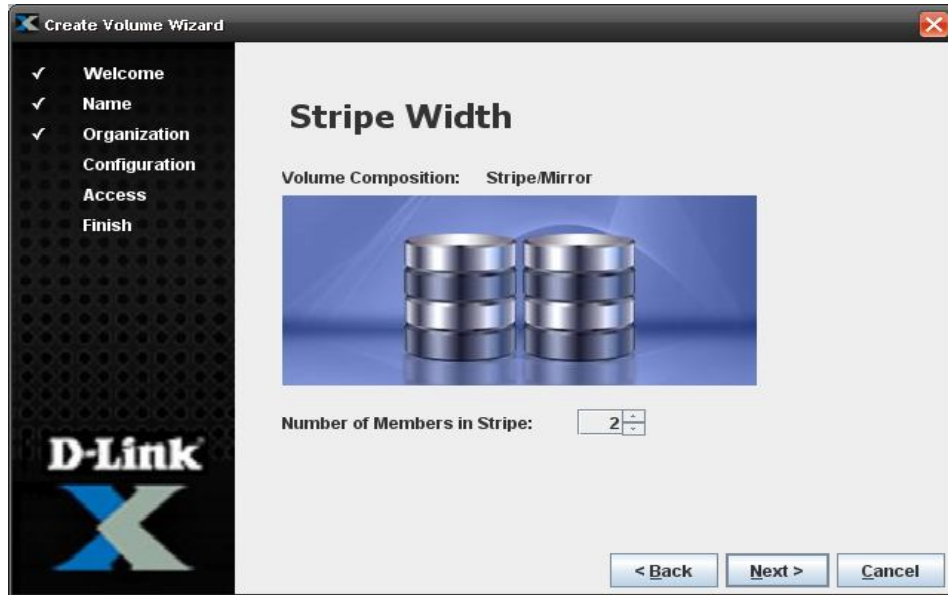 Create Volume Wizard
✓ Welcome
✓ Name
✓ Organization
Configuration
Access
Finish
D-Link
Stripe Width
Volume Composition: Stripe/Mirror
Number of Members in Stripe: 2
< Back Next > Cancel